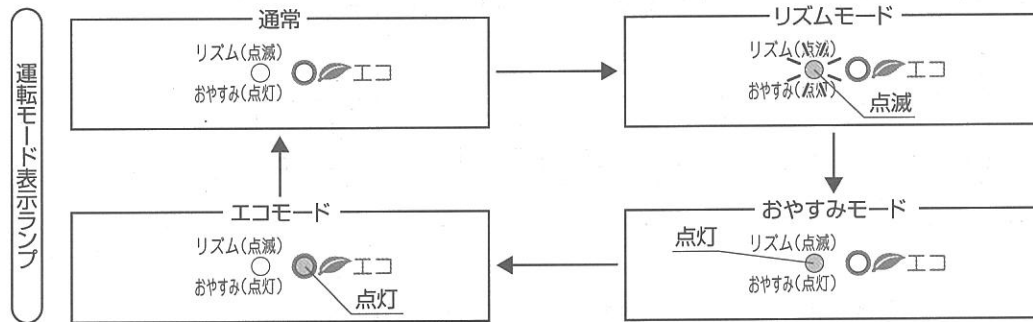 運転モード表示ランプ
通常
リズム(点滅)
エコ
おやすみ(点灯)
リズムモード
リズム(点滅)
エコ
おやすみ(点灯)
点滅
おやすみモード
点灯
リズム(点滅)
エコ
おやすみ(点灯)
エコモード
リズム(点滅)
エコ
おやすみ(点灯)
点灯